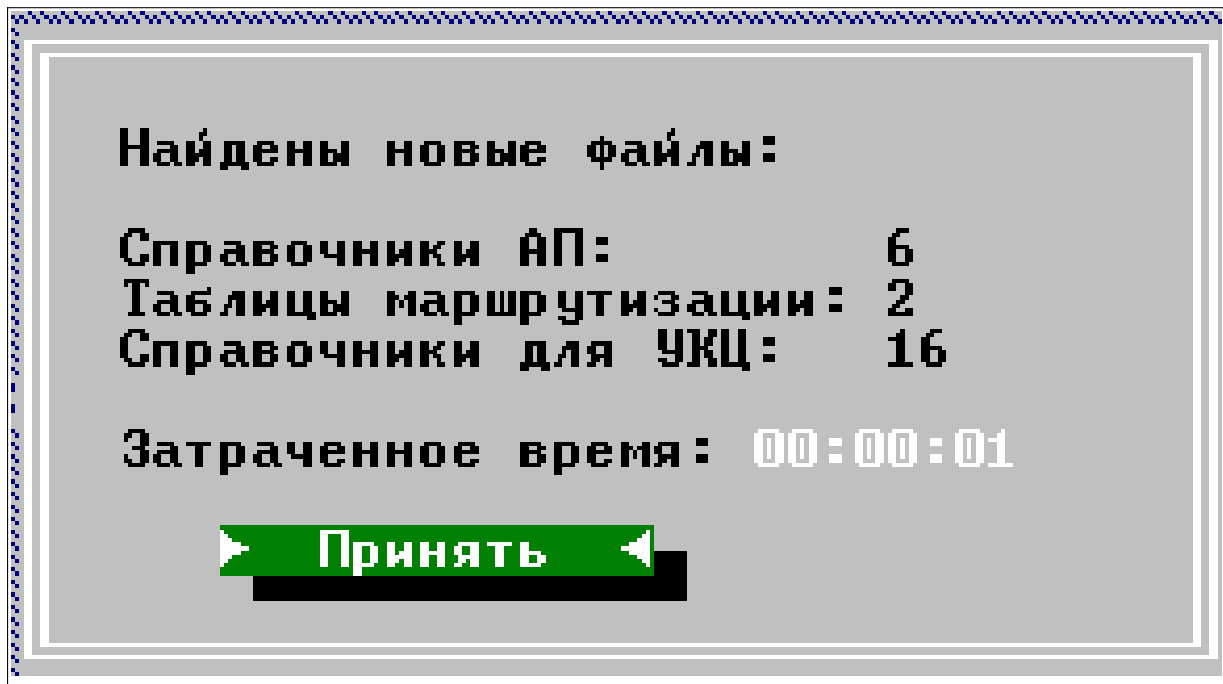 Найдены новые файлы:
Справочники АП: 6
Таблицы маршрутизации: 2
Справочники для УКЦ: 16
Затраченное время: 00:00:01
Принять